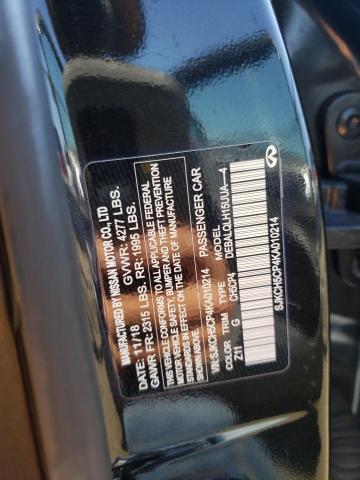 MANUFACTURED BY NISSAN MOTOR CO., LTD
GVWR: 4277 LBS.
DATE: 11/18
GAWR FR: 2315 LBS. RR: 1995 LBS.
THIS VEHICLE CONFORMS TO ALL APPLICABLE FEDERAL
MOTOR VEHICLE SAFETY, BUMPER AND THEFT PREVENTION
STANDARDS IN EFFECT ON THE DATE OF MANUFACTURE
SHOWN ABOVE.
VIN:SJKCH5CP4KA010214 PASSENGER CAR
COLOR TRIM TYPE MODEL
Z11 G CH5CP4 DEBALQLH15UUA----4
SJKCH5CP4KA010214